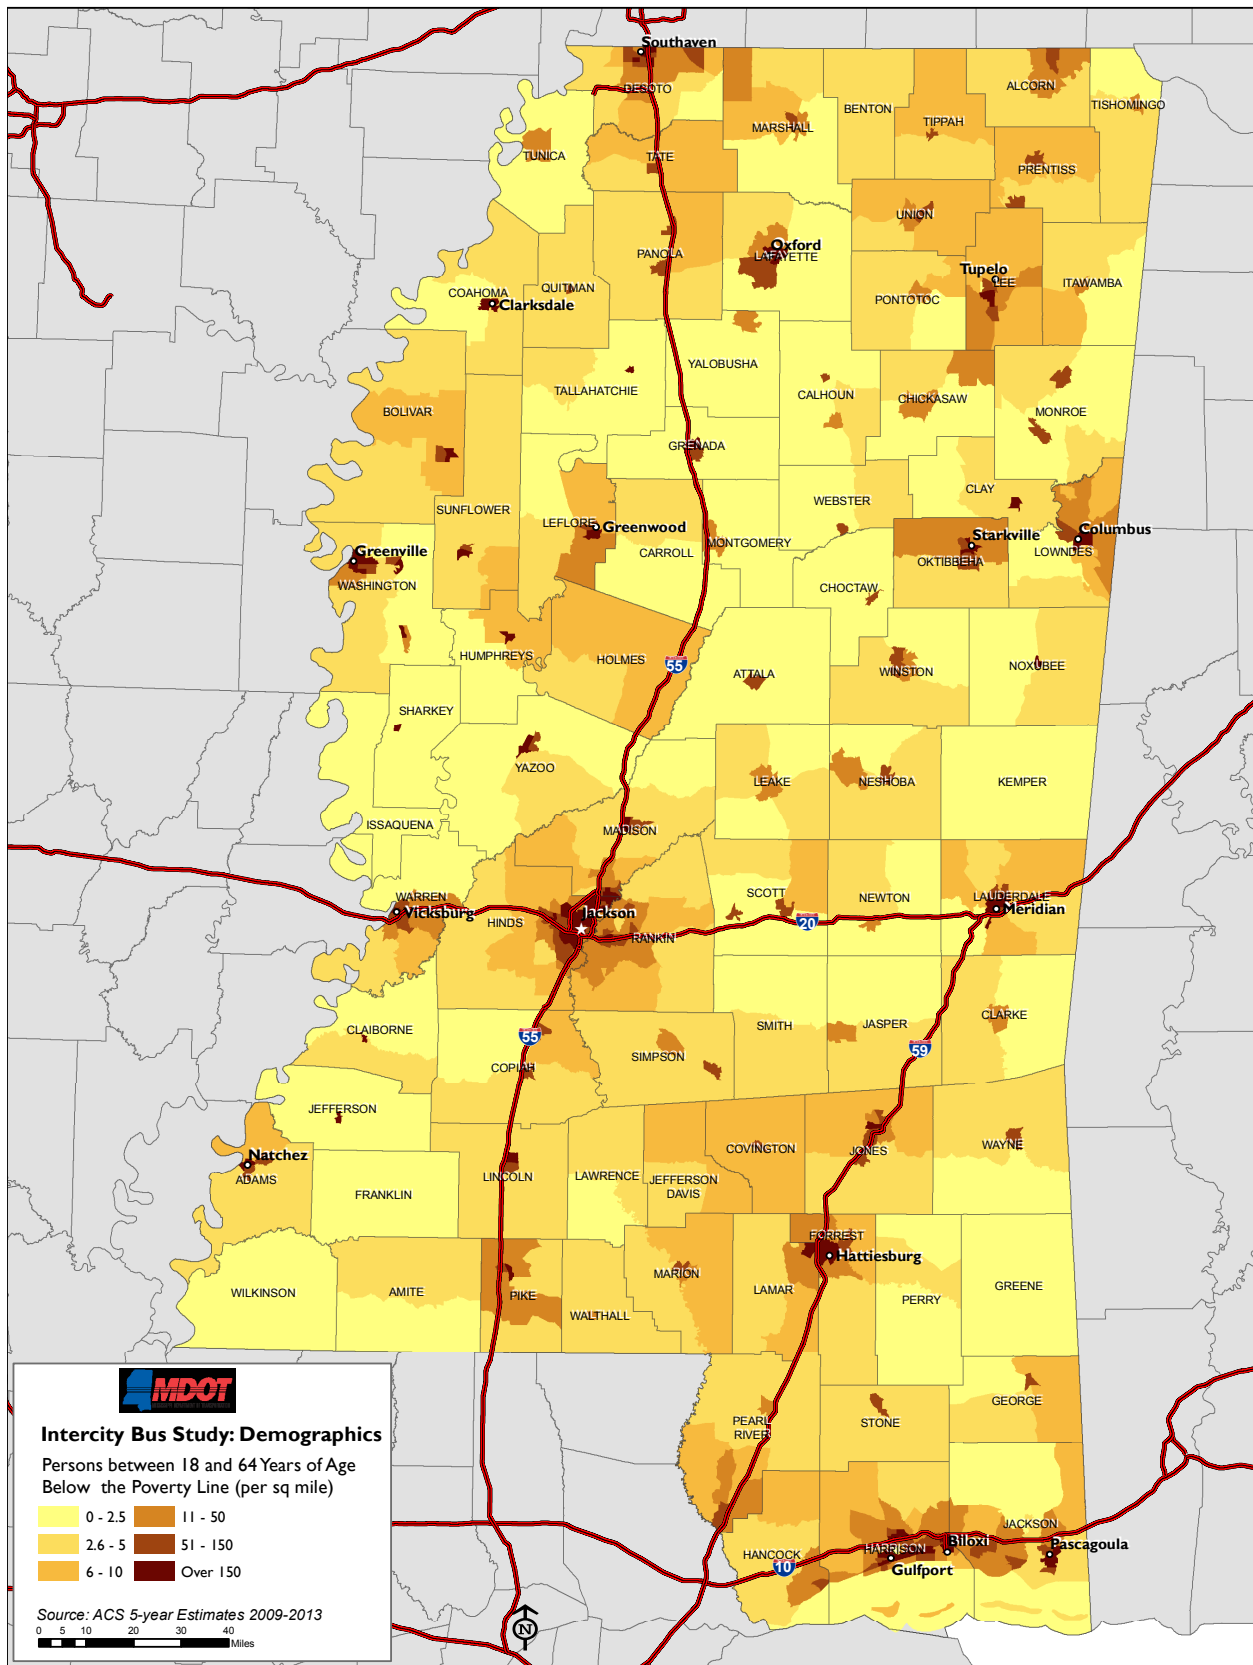 Southaven
DESOTO
ALCORN
BENTON
TISHOMINGO
TIPPAH
MARSHALL
TUNICA
TATE
PRENTISS
UNION
Oxford
LAFAYETTE
PANOLA
Tupelo
LEE
ITAWAMBA
QUITMAN
COAHOMA
Clarksdale
PONTOTOC
YALOBUSHA
TALLAHATCHIE
CALHOUN
CHICKASAW
BOLIVAR
MONROE
GRENADA
CLAY
WEBSTER
SUNFLOWER
LEFLORE
Greenwood
Columbus
Starkville
MONTGOMERY
CARROLL
LOWNDES
Greenville
OKTIBBEHA
WASHINGTON
CHOCTAW
HUMPHREYS
HOLMES
55
NOXUBEE
WINSTON
ATTALA
SHARKEY
YAZOO
LEAKE
NESHOBA
KEMPER
ISSAQUENA
MADISON
SCOTT
NEWTON
LAUDERDALE
WARREN
Meridian
Vicksburg
Jackson
HINDS
20
RANKIN
CLAIBORNE
SMITH
JASPER
CLARKE
55
59
SIMPSON
COPIAH
JEFFERSON
WAYNE
COVINGTON
JONES
Natchez
ADAMS
LINCOLN
LAWRENCE
JEFFERSON
DAVIS
FRANKLIN
FORREST
Hattiesburg
MARION
WILKINSON
AMITE
PIKE
WALTHALL
LAMAR
PERRY
GREENE
GEORGE
PEARL
RIVER
STONE
JACKSON
HARRISON
Biloxi
Pascagoula
HANCOCK
10
Gulfport
MDOT
Intercity Bus Study: Demographics
Persons between 18 and 64 Years of Age
Below the Poverty Line (per sq mile)
0 - 2.5
11 - 50
2.6 - 5
51 - 150
6 - 10
Over 150
Source: ACS 5-year Estimates 2009-2013
0 5 10 20 30 40
Miles
N